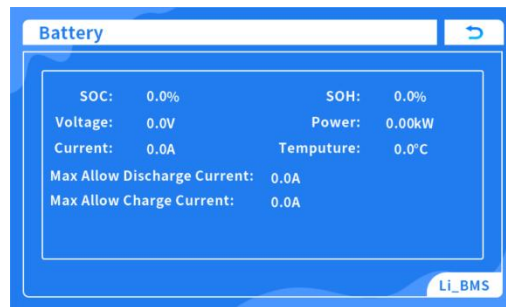 Battery
SOC: 0.0% SOH: 0.0%
Voltage: 0.0V Power: 0.00kW
Current: 0.0A Temputure: 0.0°C
Max Allow Discharge Current: 0.0A
Max Allow Charge Current: 0.0A
Li_BMS